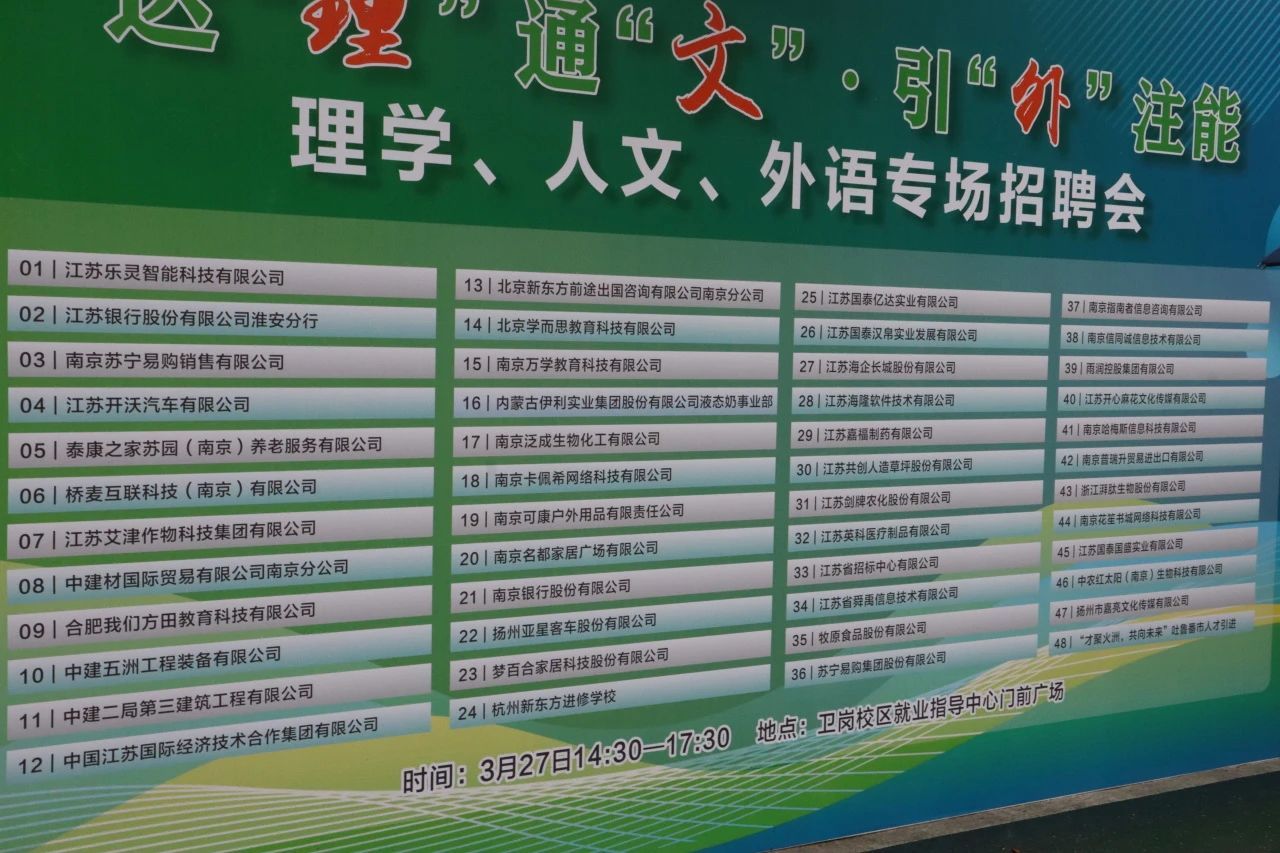 达“理”通“文”·引“外”注能
理学、人文、外语专场招聘会
01|江苏乐灵智能科技有限公司
02|江苏银行股份有限公司淮安分行
03|南京苏宁易购销售有限公司
04|江苏开沃汽车有限公司
05|泰康之家苏园（南京）养老服务有限公司
06|桥麦互联科技（南京）有限公司
07|江苏艾津作物科技集团有限公司
08|中建材国际贸易有限公司南京分公司
09|合肥我们方田教育科技有限公司
10|中建五洲工程装备有限公司
11|中建二局第三建筑工程有限公司
12|中国江苏国际经济技术合作集团有限公司
13|北京新东方前途出国咨询有限公司南京分公司
14|北京学而思教育科技有限公司
15|南京万学教育科技有限公司
16|内蒙古伊利实业集团股份有限公司液态奶事业部
17|南京泛成生物化工有限公司
18|南京卡佩希网络科技有限公司
19|南京可康户外用品有限责任公司
20|南京名都家居广场有限公司
21|南京银行股份有限公司
22|扬州亚星客车股份有限公司
23|梦百合家居科技股份有限公司
24|杭州新东方进修学校
25|江苏国泰亿达实业有限公司
26|江苏国泰汉帛实业发展有限公司
27|江苏海企长城股份有限公司
28|江苏海隆软件技术有限公司
29|江苏嘉福制药有限公司
30|江苏共创人造草坪股份有限公司
31|江苏剑牌农化股份有限公司
32|江苏英科医疗制品有限公司
33|江苏省招标中心有限公司
34|江苏省舜禹信息技术有限公司
35|牧原食品股份有限公司
36|苏宁易购集团股份有限公司
37|南京指南者信息咨询有限公司
38|南京信同诚信息技术有限公司
39|雨润控股集团有限公司
40|江苏开心麻花文化传媒有限公司
41|南京哈梅斯信息科技有限公司
42|南京普瑞升贸易进出口有限公司
43|浙江湃肽生物股份有限公司
44|南京花笙书城网络科技有限公司
45|江苏国泰国盛实业有限公司
46|中农红太阳（南京）生物科技有限公司
47|扬州市嘉亮文化传媒有限公司
48|“才聚火洲，共向未来”吐鲁番市人才引进
时间：3月27日14:30—17:30 地点：卫岗校区就业指导中心门前广场